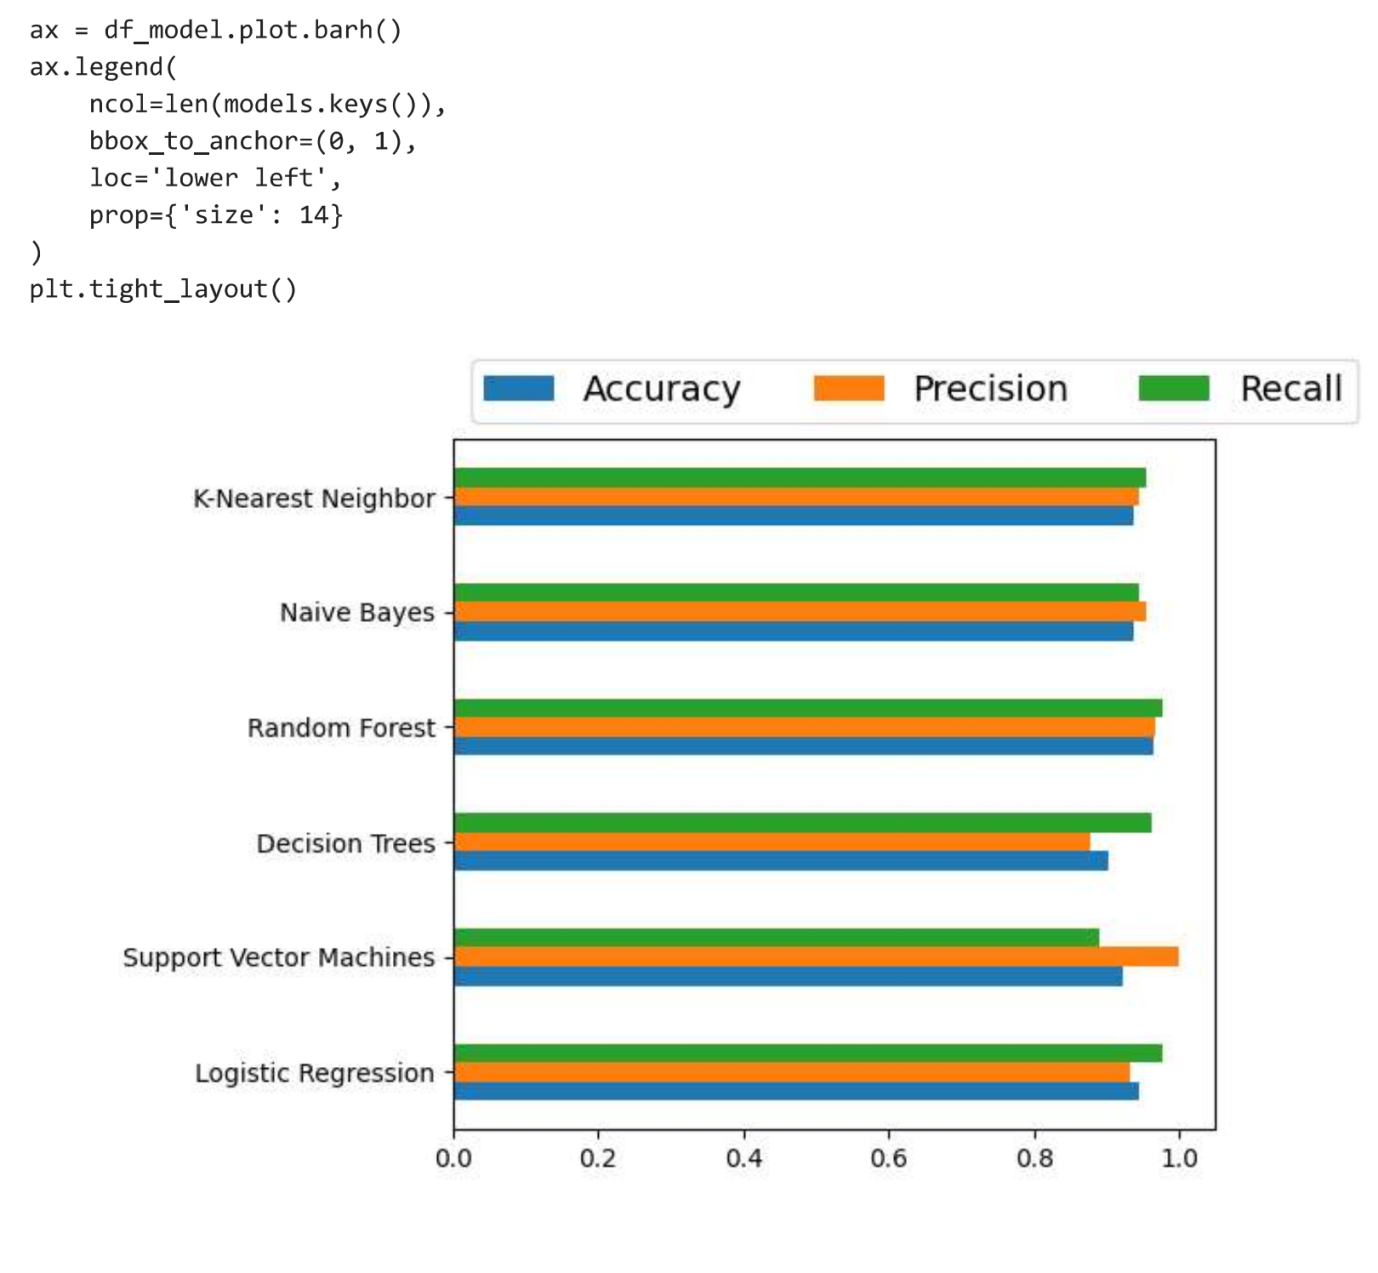 ax = df_model.plot.barh()
ax.legend(
    ncol=len(models.keys()),
    bbox_to_anchor=(0, 1),
    loc='lower left',
    prop={'size': 14}
)
plt.tight_layout()
Accuracy Precision Recall
K-Nearest Neighbor
Naive Bayes
Random Forest
Decision Trees
Support Vector Machines
Logistic Regression
0.0 0.2 0.4 0.6 0.8 1.0